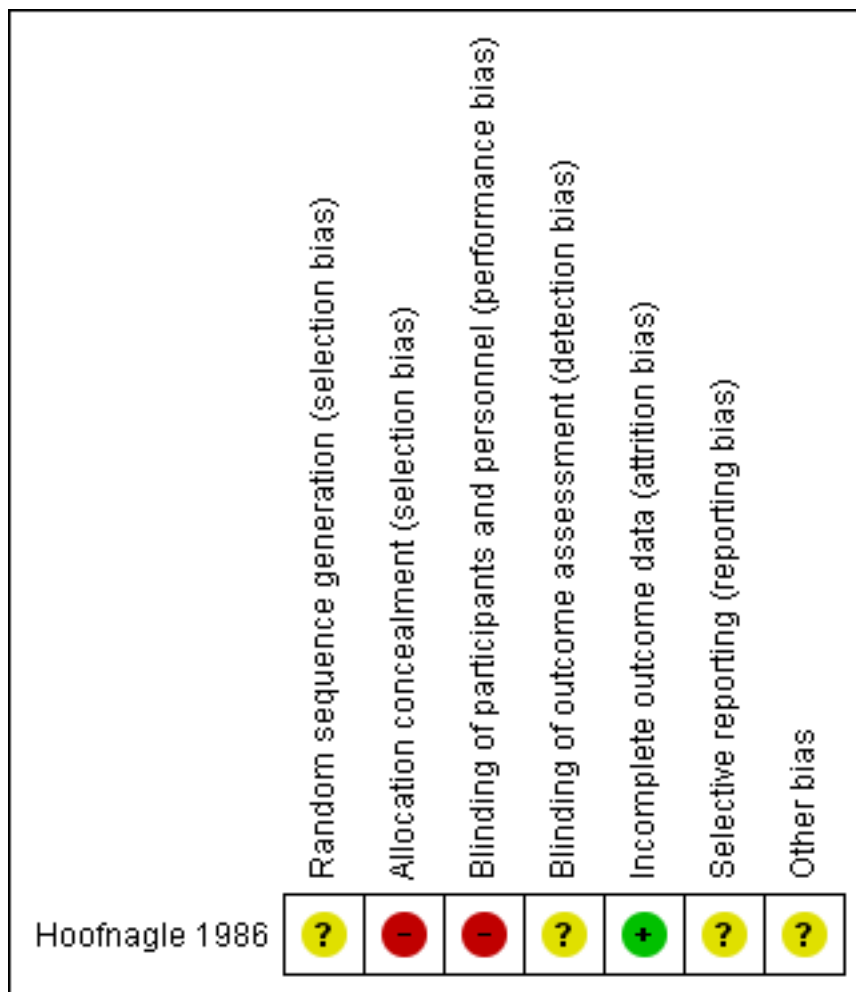 Random sequence generation (selection bias)
Allocation concealment (selection bias)
Blinding of participants and personnel (performance bias)
Blinding of outcome assessment (detection bias)
Incomplete outcome data (attrition bias)
Selective reporting (reporting bias)
Other bias
Hoofnagle 1986 ? - - ? + ? ?